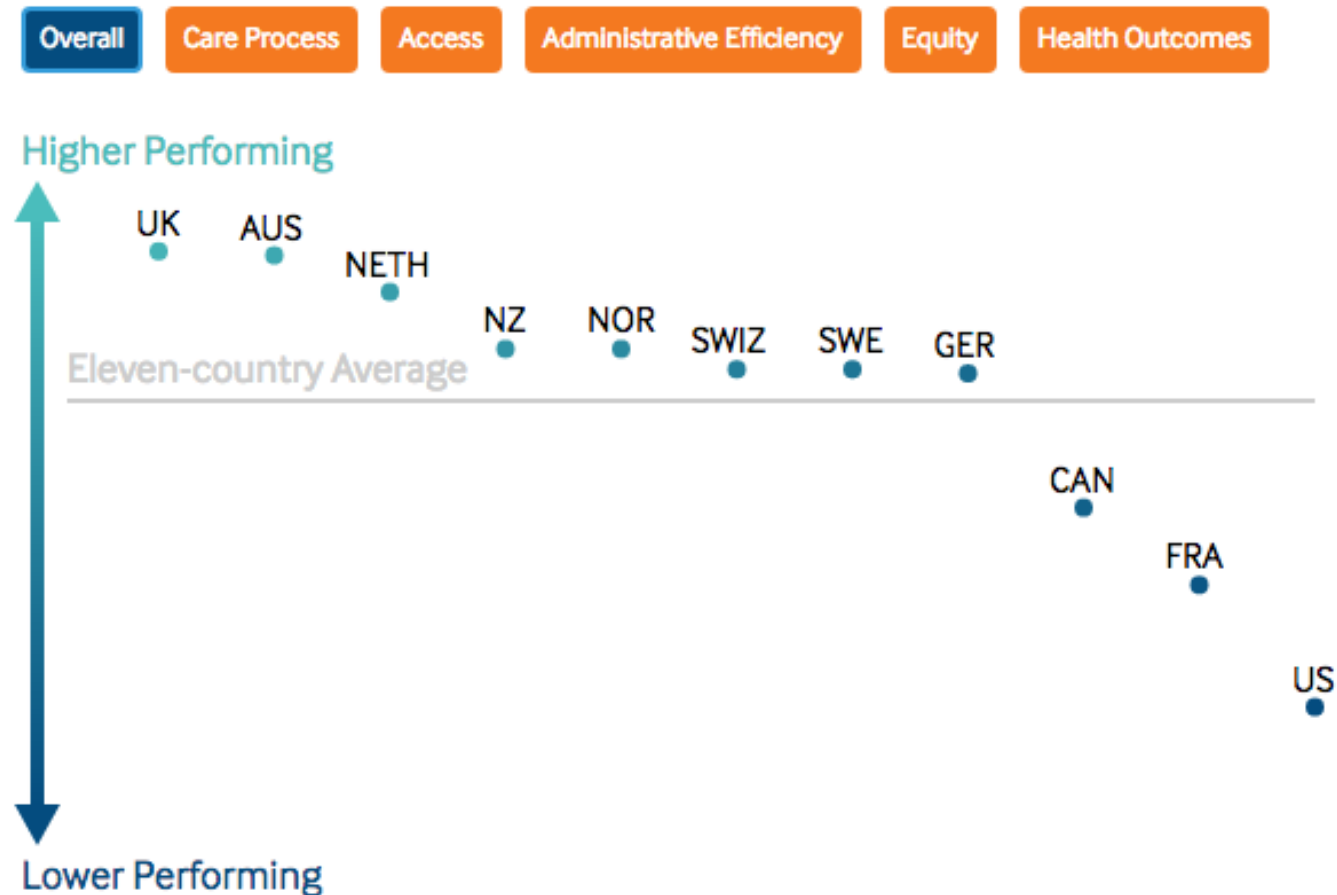 Overall Care Process Access Administrative Efficiency Equity Health Outcomes
Higher Performing
UK
AUS
NETH
NZ
NOR
SWIZ
SWE
GER
Eleven-country Average
CAN
FRA
US
Lower Performing